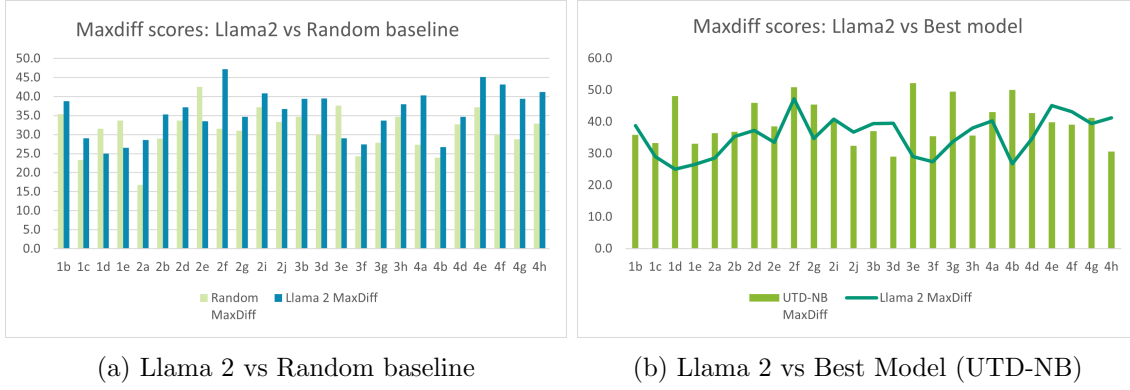 Maxdiff scores: Llama2 vs Random baseline
50.0
45.0
40.0
35.0
30.0
25.0
20.0
15.0
10.0
5.0
0.0
1b 1c 1d 1e 2a 2b 2d 2e 2f 2g 2i 2j 3b 3d 3e 3f 3g 3h 4a 4b 4d 4e 4f 4g 4h
Random MaxDiff
Llama 2 MaxDiff
(a) Llama 2 vs Random baseline
Maxdiff scores: Llama2 vs Best model
60.0
50.0
40.0
30.0
20.0
10.0
0.0
1b 1c 1d 1e 2a 2b 2d 2e 2f 2g 2i 2j 3b 3d 3e 3f 3g 3h 4a 4b 4d 4e 4f 4g 4h
UTD-NB MaxDiff
Llama 2 MaxDiff
(b) Llama 2 vs Best Model (UTD-NB)